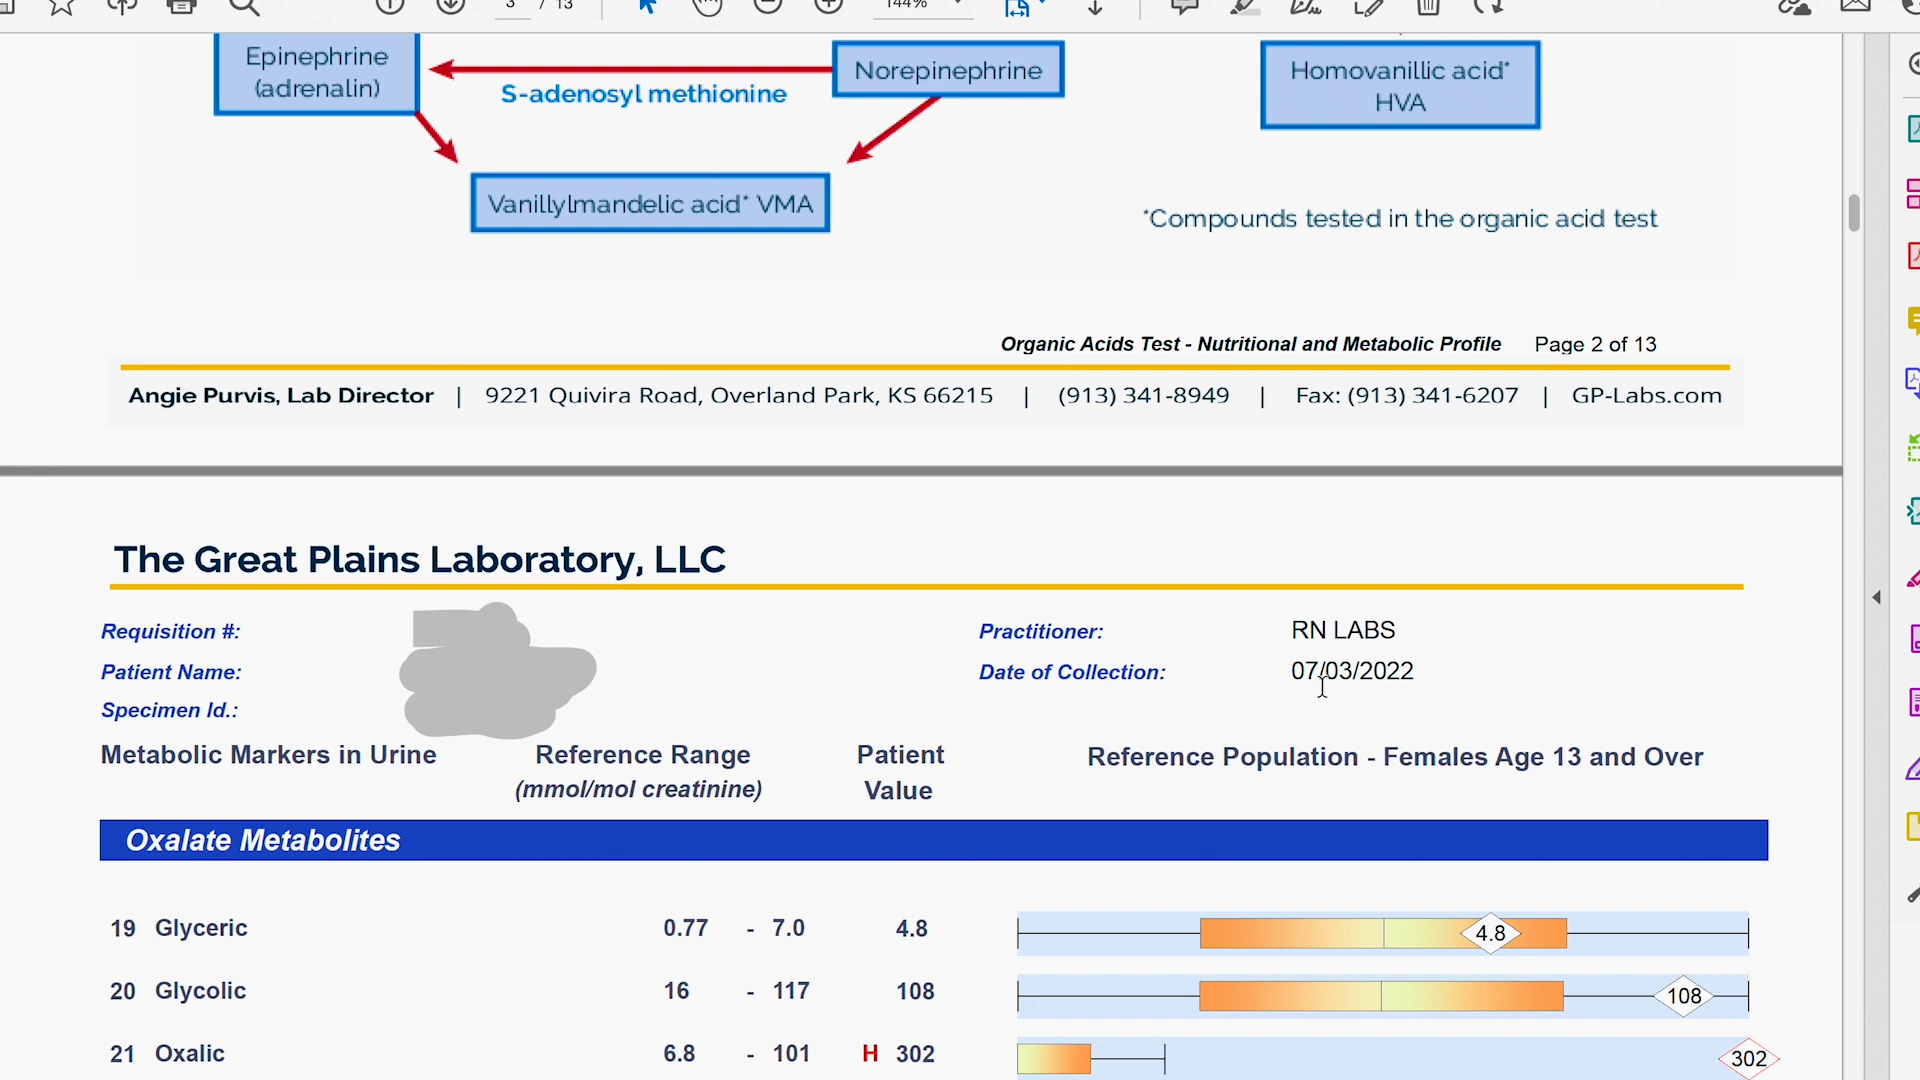 3 / 13
144%
Epinephrine
(adrenalin)
S-adenosyl methionine
Norepinephrine
Homovanillic acid*
HVA
Vanillylmandelic acid* VMA
*Compounds tested in the organic acid test
Organic Acids Test - Nutritional and Metabolic Profile Page 2 of 13
Angie Purvis, Lab Director | 9221 Quivira Road, Overland Park, KS 66215 | (913) 341-8949 | Fax: (913) 341-6207 | GP-Labs.com
The Great Plains Laboratory, LLC
Requisition #: Practitioner: RN LABS
Patient Name: Date of Collection: 07/03/2022
Specimen Id.:
Metabolic Markers in Urine Reference Range Patient Reference Population - Females Age 13 and Over
(mmol/mol creatinine) Value
Oxalate Metabolites
19 Glyceric 0.77 - 7.0 4.8 4.8
20 Glycolic 16 - 117 108 108
21 Oxalic 6.8 - 101 H 302 302